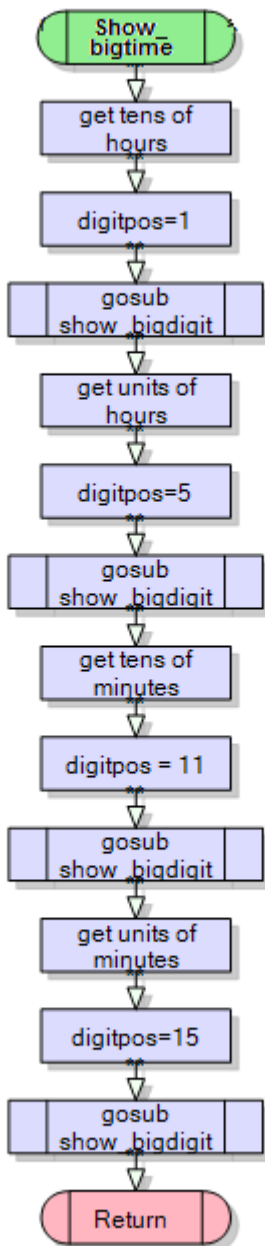 Show_
bigtime
get tens of
hours
digitpos=1
gosub
show_bigdigit
get units of
hours
digitpos=5
gosub
show_bigdigit
get tens of
minutes
digitpos = 11
gosub
show_bigdigit
get units of
minutes
digitpos=15
gosub
show_bigdigit
Return